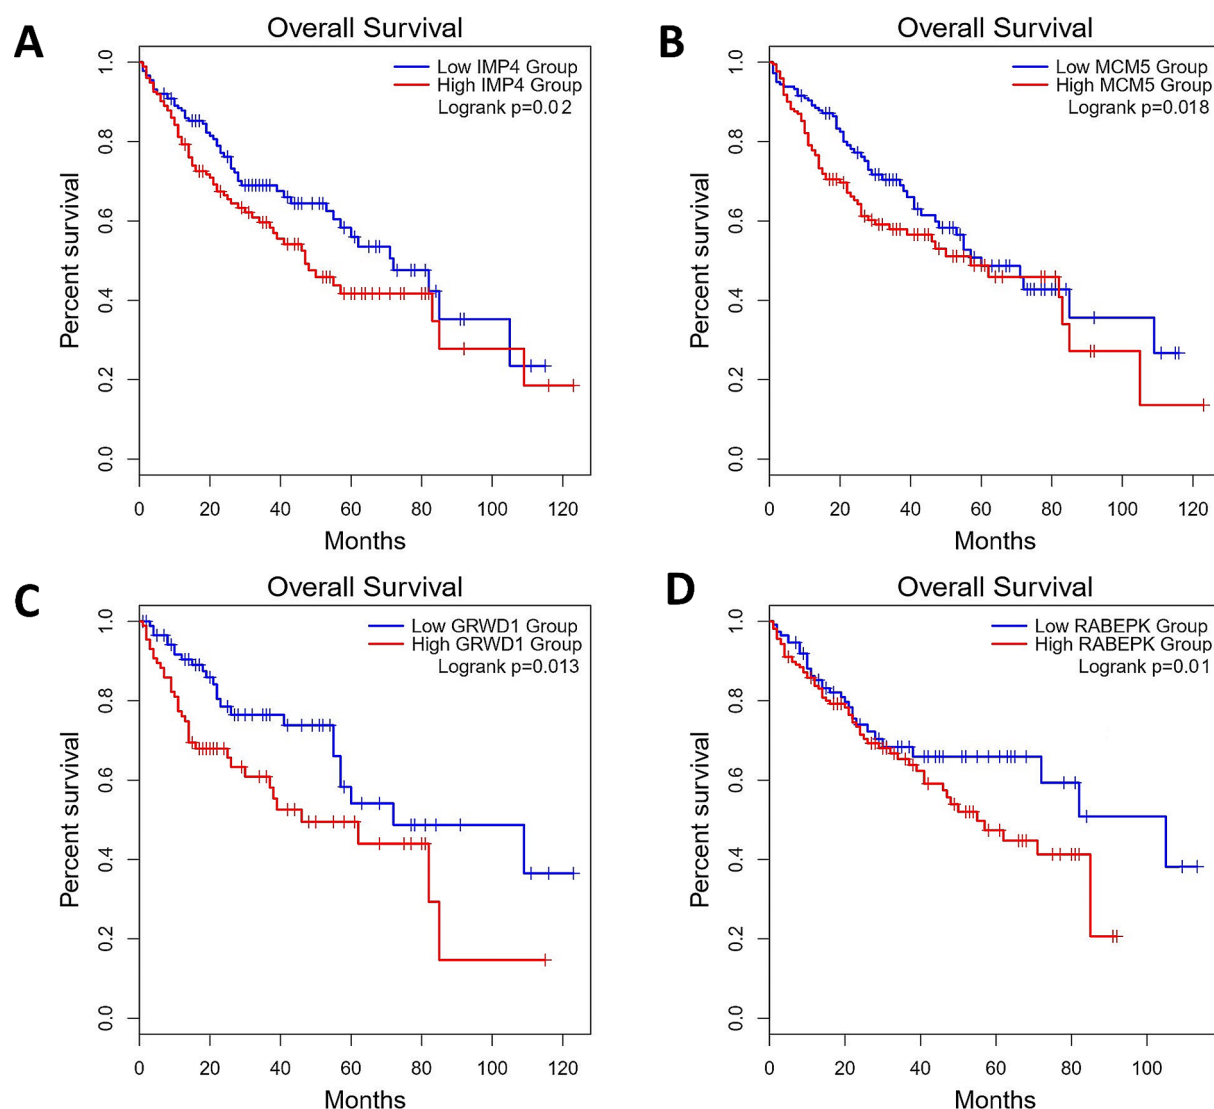 A
Overall Survival
Low IMP4 Group
High IMP4 Group
Logrank p=0.02
Percent survival
1.0
0.8
0.6
0.4
0.2
0.0
0 20 40 60 80 100 120
Months
B
Overall Survival
Low MCM5 Group
High MCM5 Group
Logrank p=0.018
Percent survival
1.0
0.8
0.6
0.4
0.2
0.0
0 20 40 60 80 100 120
Months
C
Overall Survival
Low GRWD1 Group
High GRWD1 Group
Logrank p=0.013
Percent survival
1.0
0.8
0.6
0.4
0.2
0.0
0 20 40 60 80 100 120
Months
D
Overall Survival
Low RABEPK Group
High RABEPK Group
Logrank p=0.01
Percent survival
1.0
0.8
0.6
0.4
0.2
0.0
0 20 40 60 80 100
Months